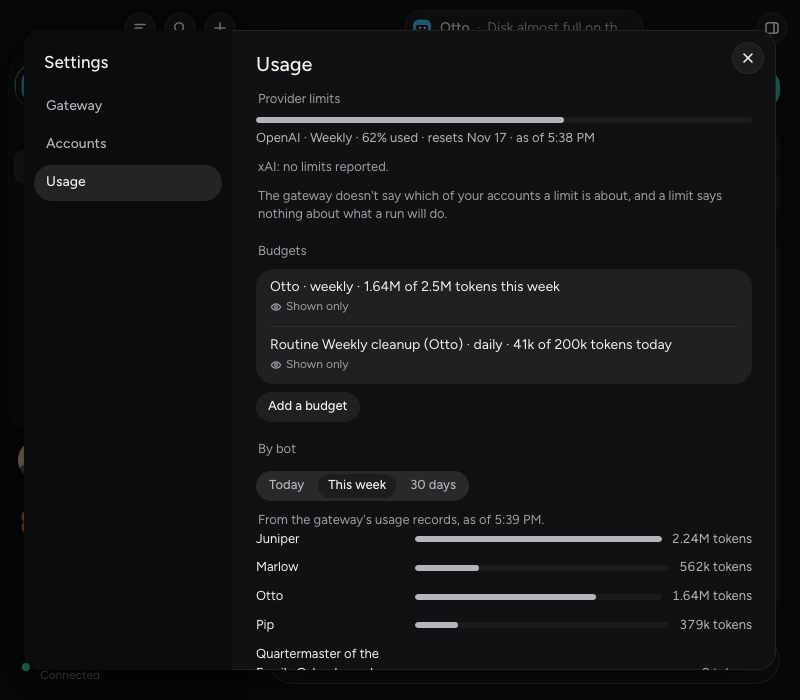 Otto · Disk almost full on th
Settings
Gateway
Accounts
Usage
Usage
Provider limits
OpenAI · Weekly · 62% used · resets Nov 17 · as of 5:38 PM
xAI: no limits reported.
The gateway doesn't say which of your accounts a limit is about, and a limit says
nothing about what a run will do.
Budgets
Otto · weekly · 1.64M of 2.5M tokens this week
Shown only
Routine Weekly cleanup (Otto) · daily · 41k of 200k tokens today
Shown only
Add a budget
By bot
Today This week 30 days
From the gateway's usage records, as of 5:39 PM.
Juniper 2.24M tokens
Marlow 562k tokens
Otto 1.64M tokens
Pip 379k tokens
Quartermaster of the
Connected